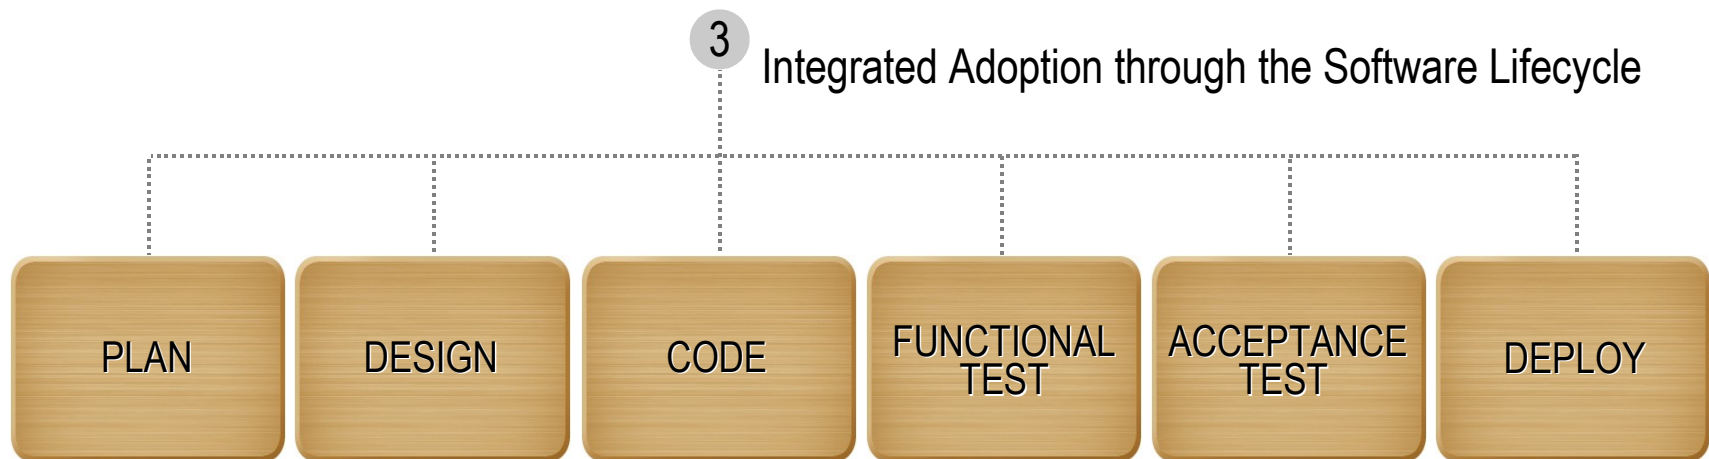 3
Integrated Adoption through the Software Lifecycle
PLAN
DESIGN
CODE
FUNCTIONAL
TEST
ACCEPTANCE
TEST
DEPLOY